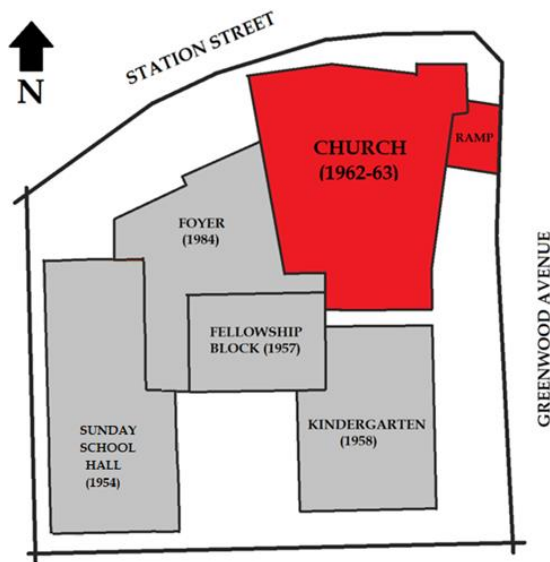 STATION STREET
N
CHURCH
(1962-63)
RAMP
FOYER
(1984)
GREENWOOD AVENUE
FELLOWSHIP
BLOCK (1957)
KINDERGARTEN
(1958)
SUNDAY
SCHOOL
HALL
(1954)